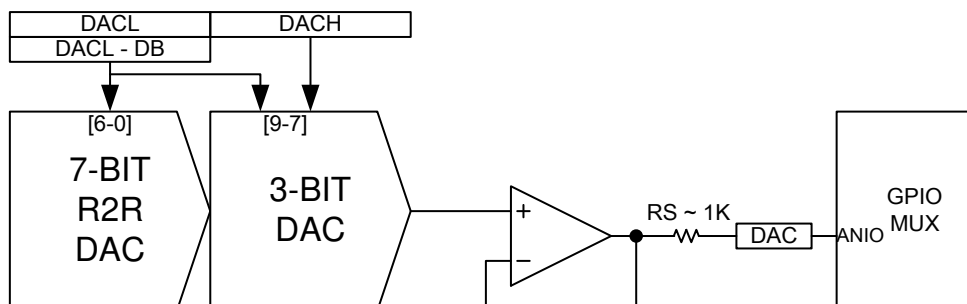 DACL
DACH
DACL - DB
[6-0]
[9-7]
7-BIT
R2R
DAC
3-BIT
DAC
+
−
RS ~ 1K
DAC
ANIO
GPIO
MUX